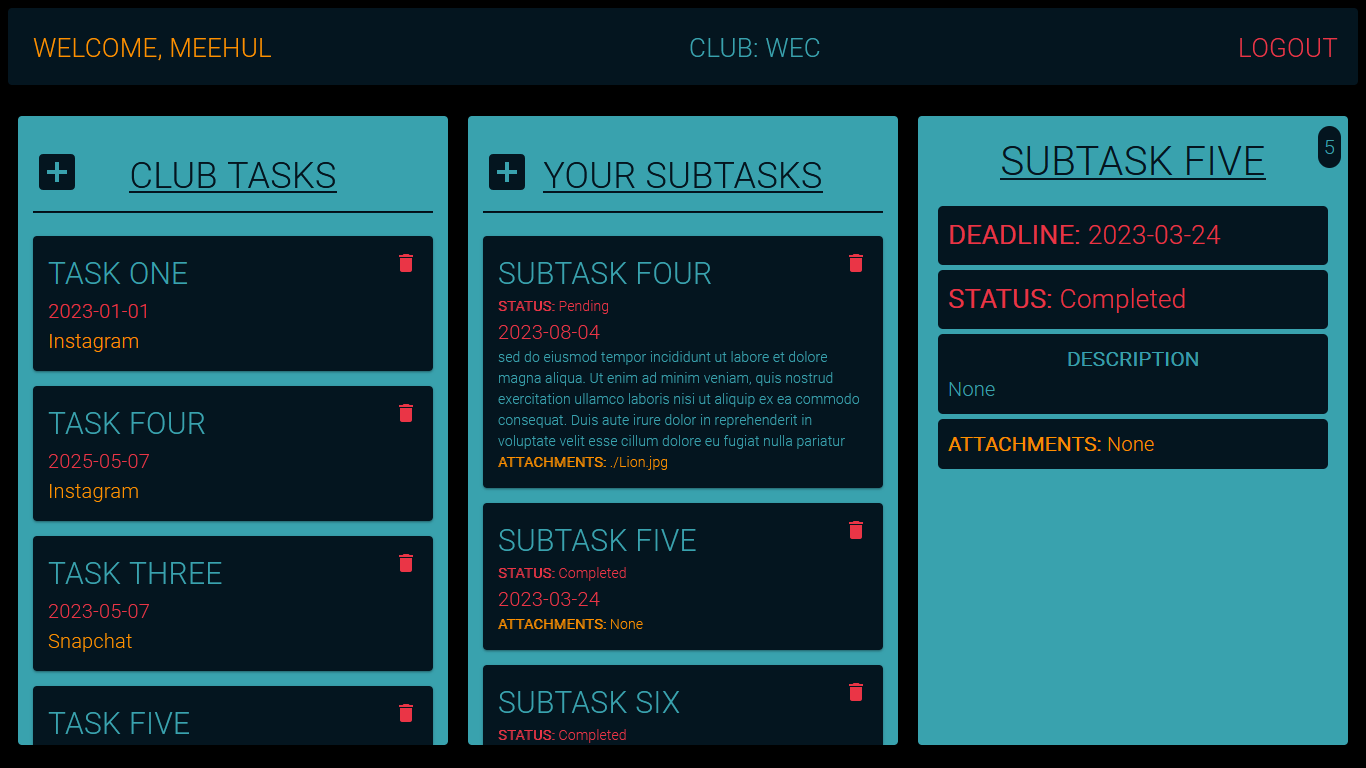 WELCOME, MEEHUL
CLUB: WEC
LOGOUT
CLUB TASKS
TASK ONE
2023-01-01
Instagram
TASK FOUR
2025-05-07
Instagram
TASK THREE
2023-05-07
Snapchat
TASK FIVE
YOUR SUBTASKS
SUBTASK FOUR
STATUS: Pending
2023-08-04
sed do eiusmod tempor incididunt ut labore et dolore
magna aliqua. Ut enim ad minim veniam, quis nostrud
exercitation ullamco laboris nisi ut aliquip ex ea commodo
consequat. Duis aute irure dolor in reprehenderit in
voluptate velit esse cillum dolore eu fugiat nulla pariatur
ATTACHMENTS: ./Lion.jpg
SUBTASK FIVE
STATUS: Completed
2023-03-24
ATTACHMENTS: None
SUBTASK SIX
STATUS: Completed
5
SUBTASK FIVE
DEADLINE: 2023-03-24
STATUS: Completed
DESCRIPTION
None
ATTACHMENTS: None